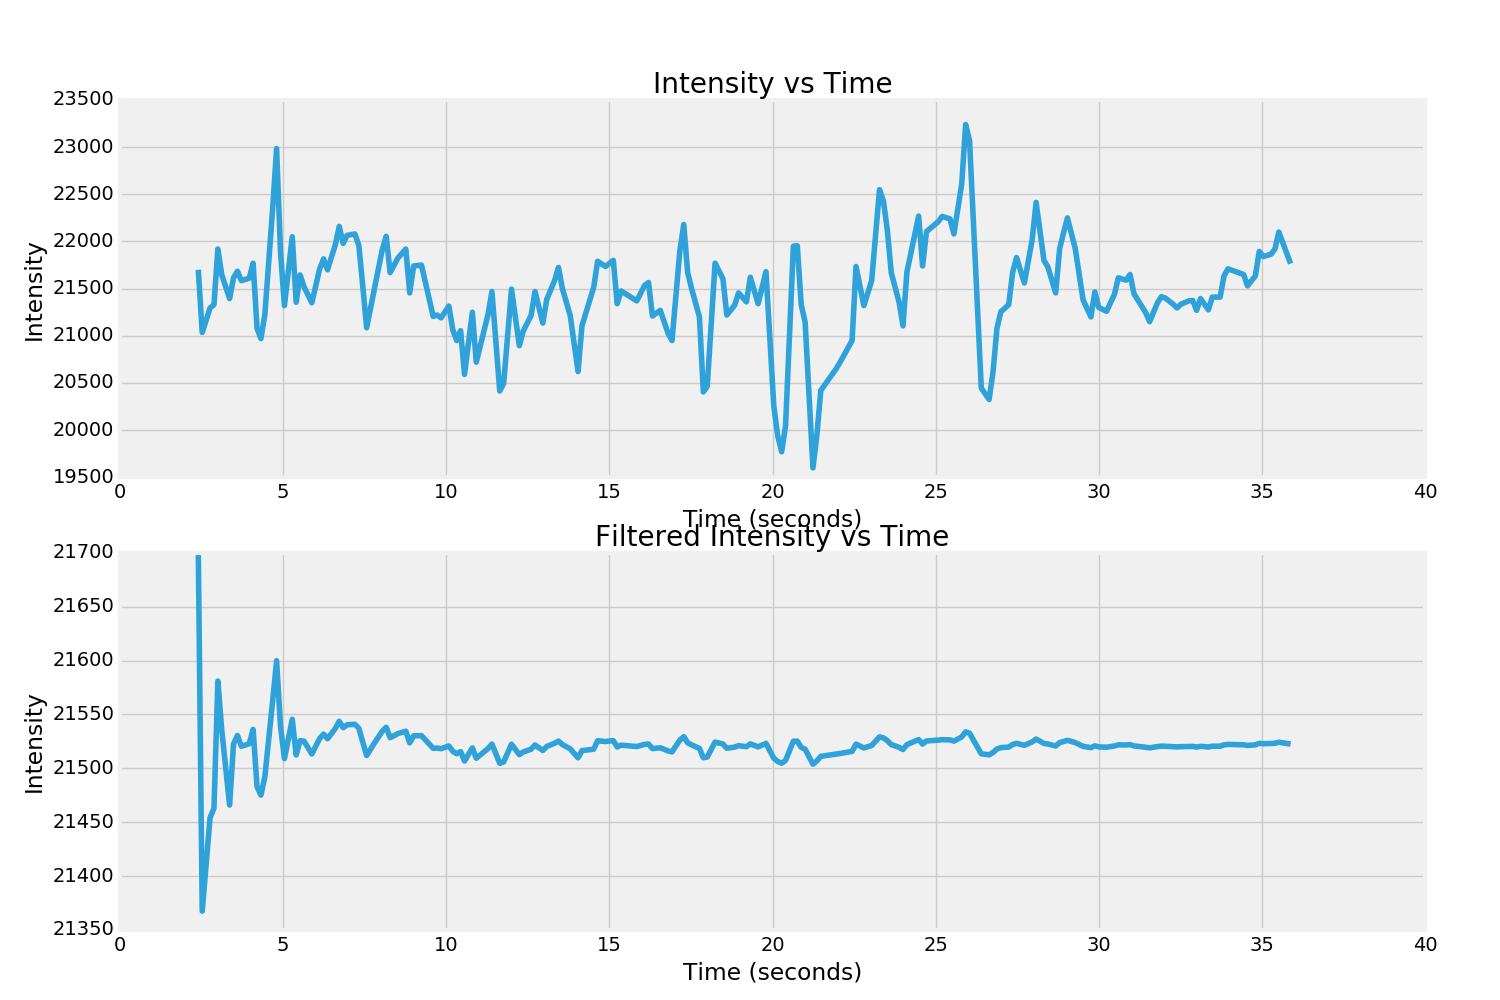 Intensity vs Time
23500
23000
22500
22000
21500
21000
20500
20000
19500
Intensity
0 5 10 15 20 25 30 35 40
Time (seconds)
Filtered Intensity vs Time
21700
21650
21600
21550
21500
21450
21400
21350
Intensity
0 5 10 15 20 25 30 35 40
Time (seconds)